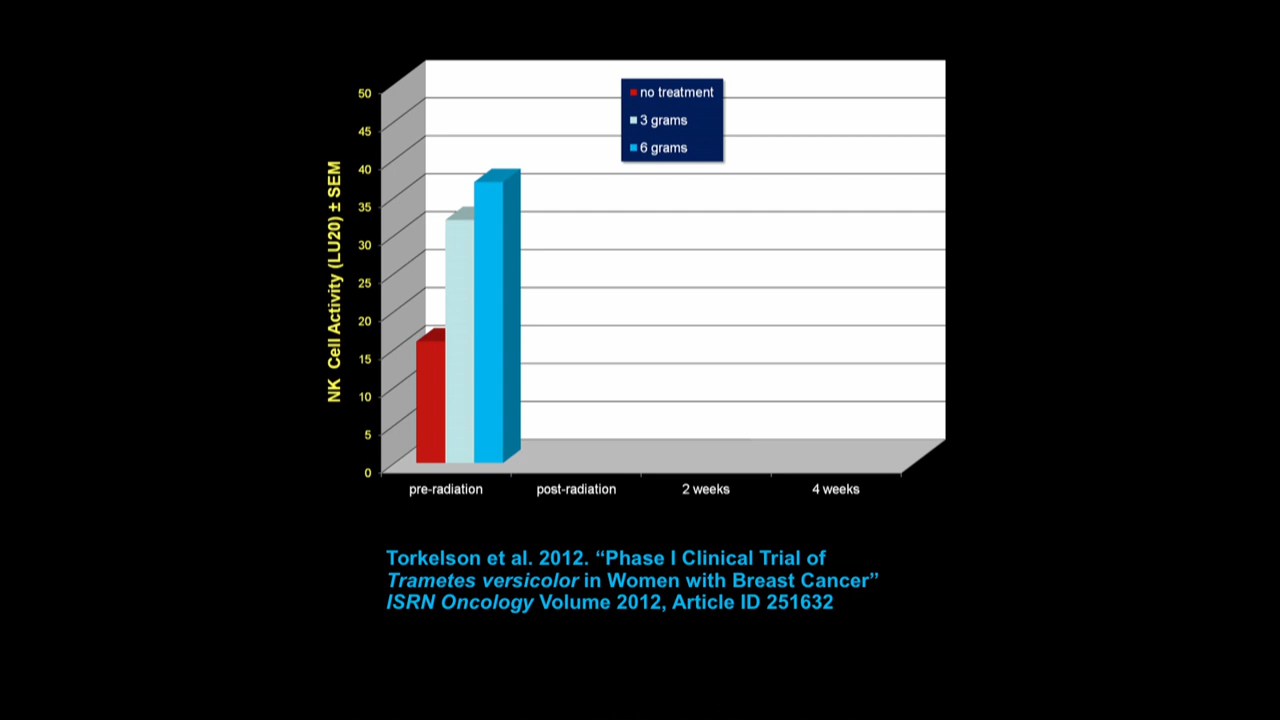 no treatment
3 grams
6 grams
NK Cell Activity (LU20) ± SEM
50
45
40
35
30
25
20
15
10
5
0
pre-radiation
post-radiation
2 weeks
4 weeks
Torkelson et al. 2012. “Phase I Clinical Trial of
Trametes versicolor in Women with Breast Cancer”
ISRN Oncology Volume 2012, Article ID 251632